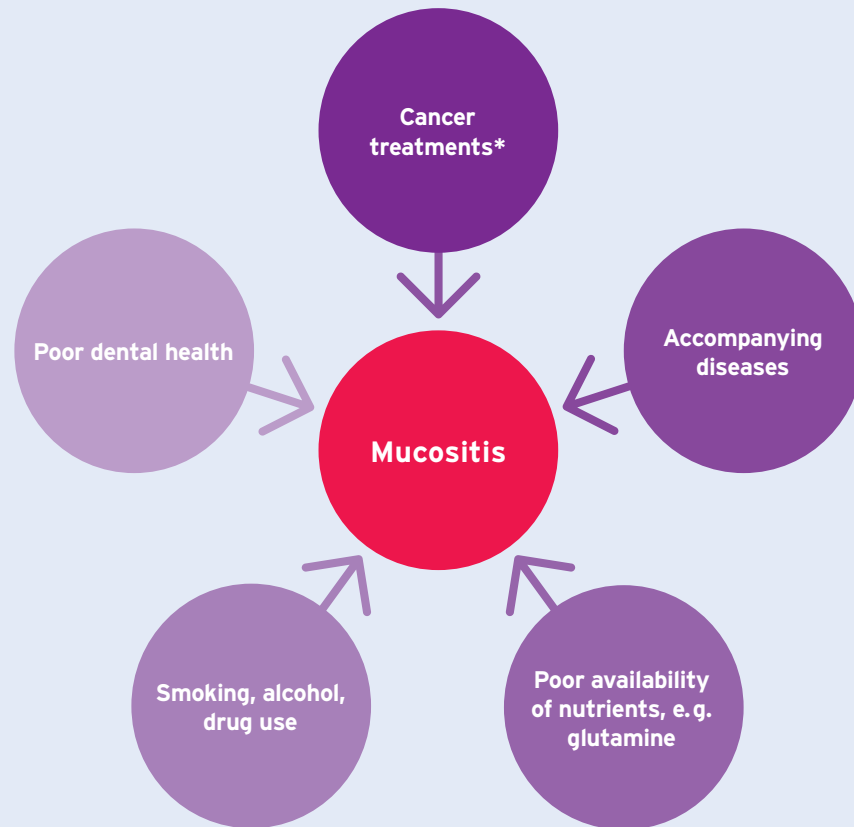 Cancer
treatments*
Poor dental health
Accompanying
diseases
Mucositis
Smoking, alcohol,
drug use
Poor availability
of nutrients, e.g.
glutamine